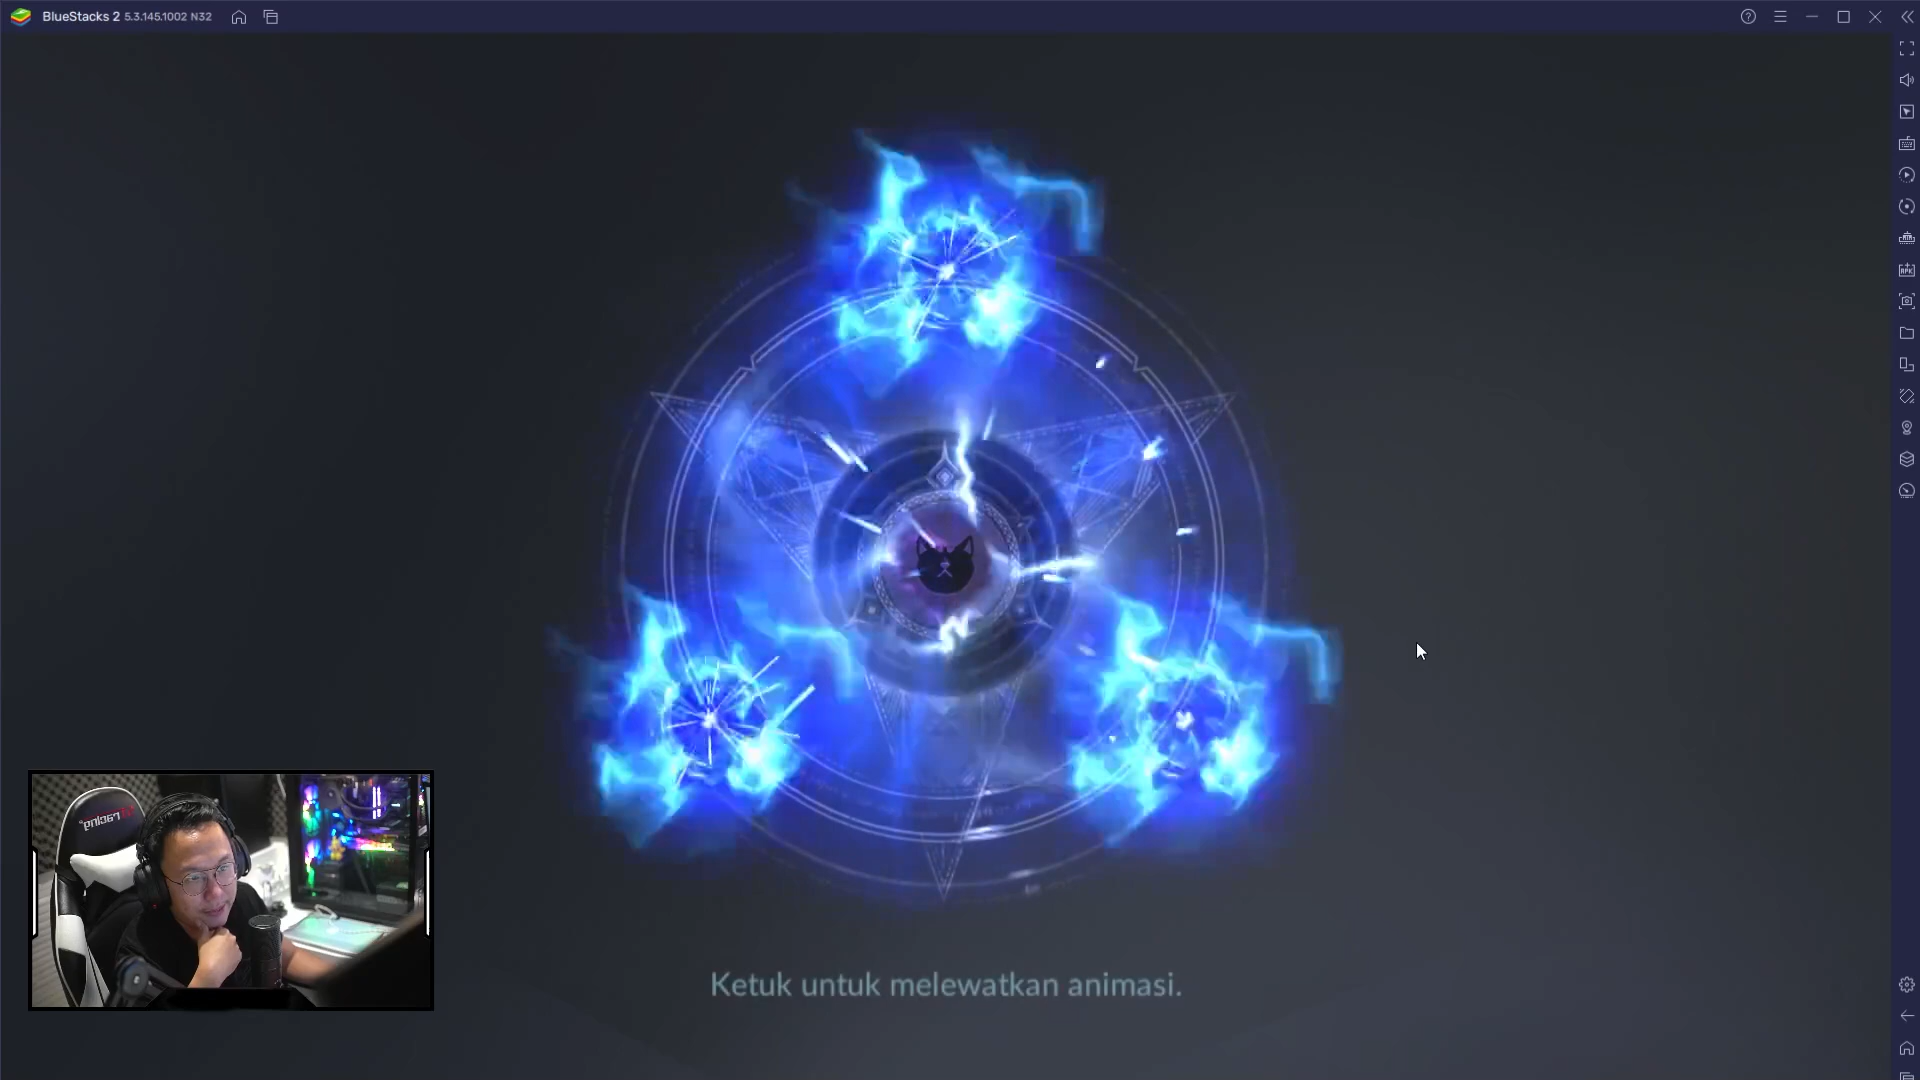 BlueStacks 2 5.3.145.1002 N32
Ketuk untuk melewatkan animasi.